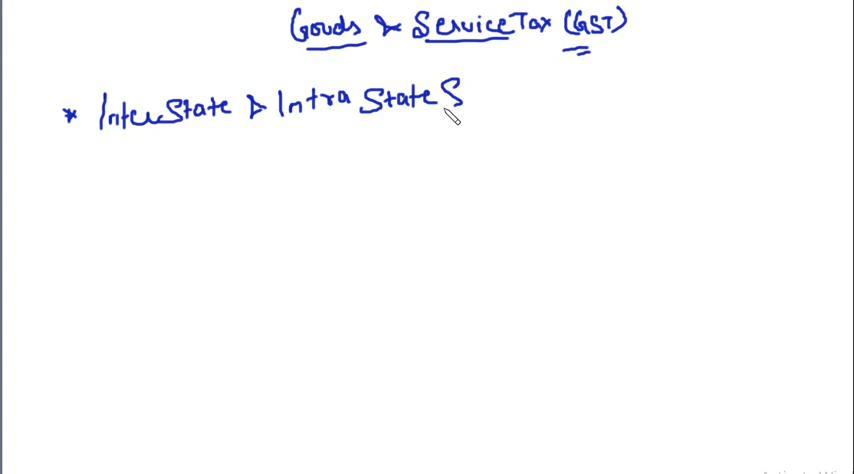 Goods & Service Tax (GST)
* Inter State & Intra State S